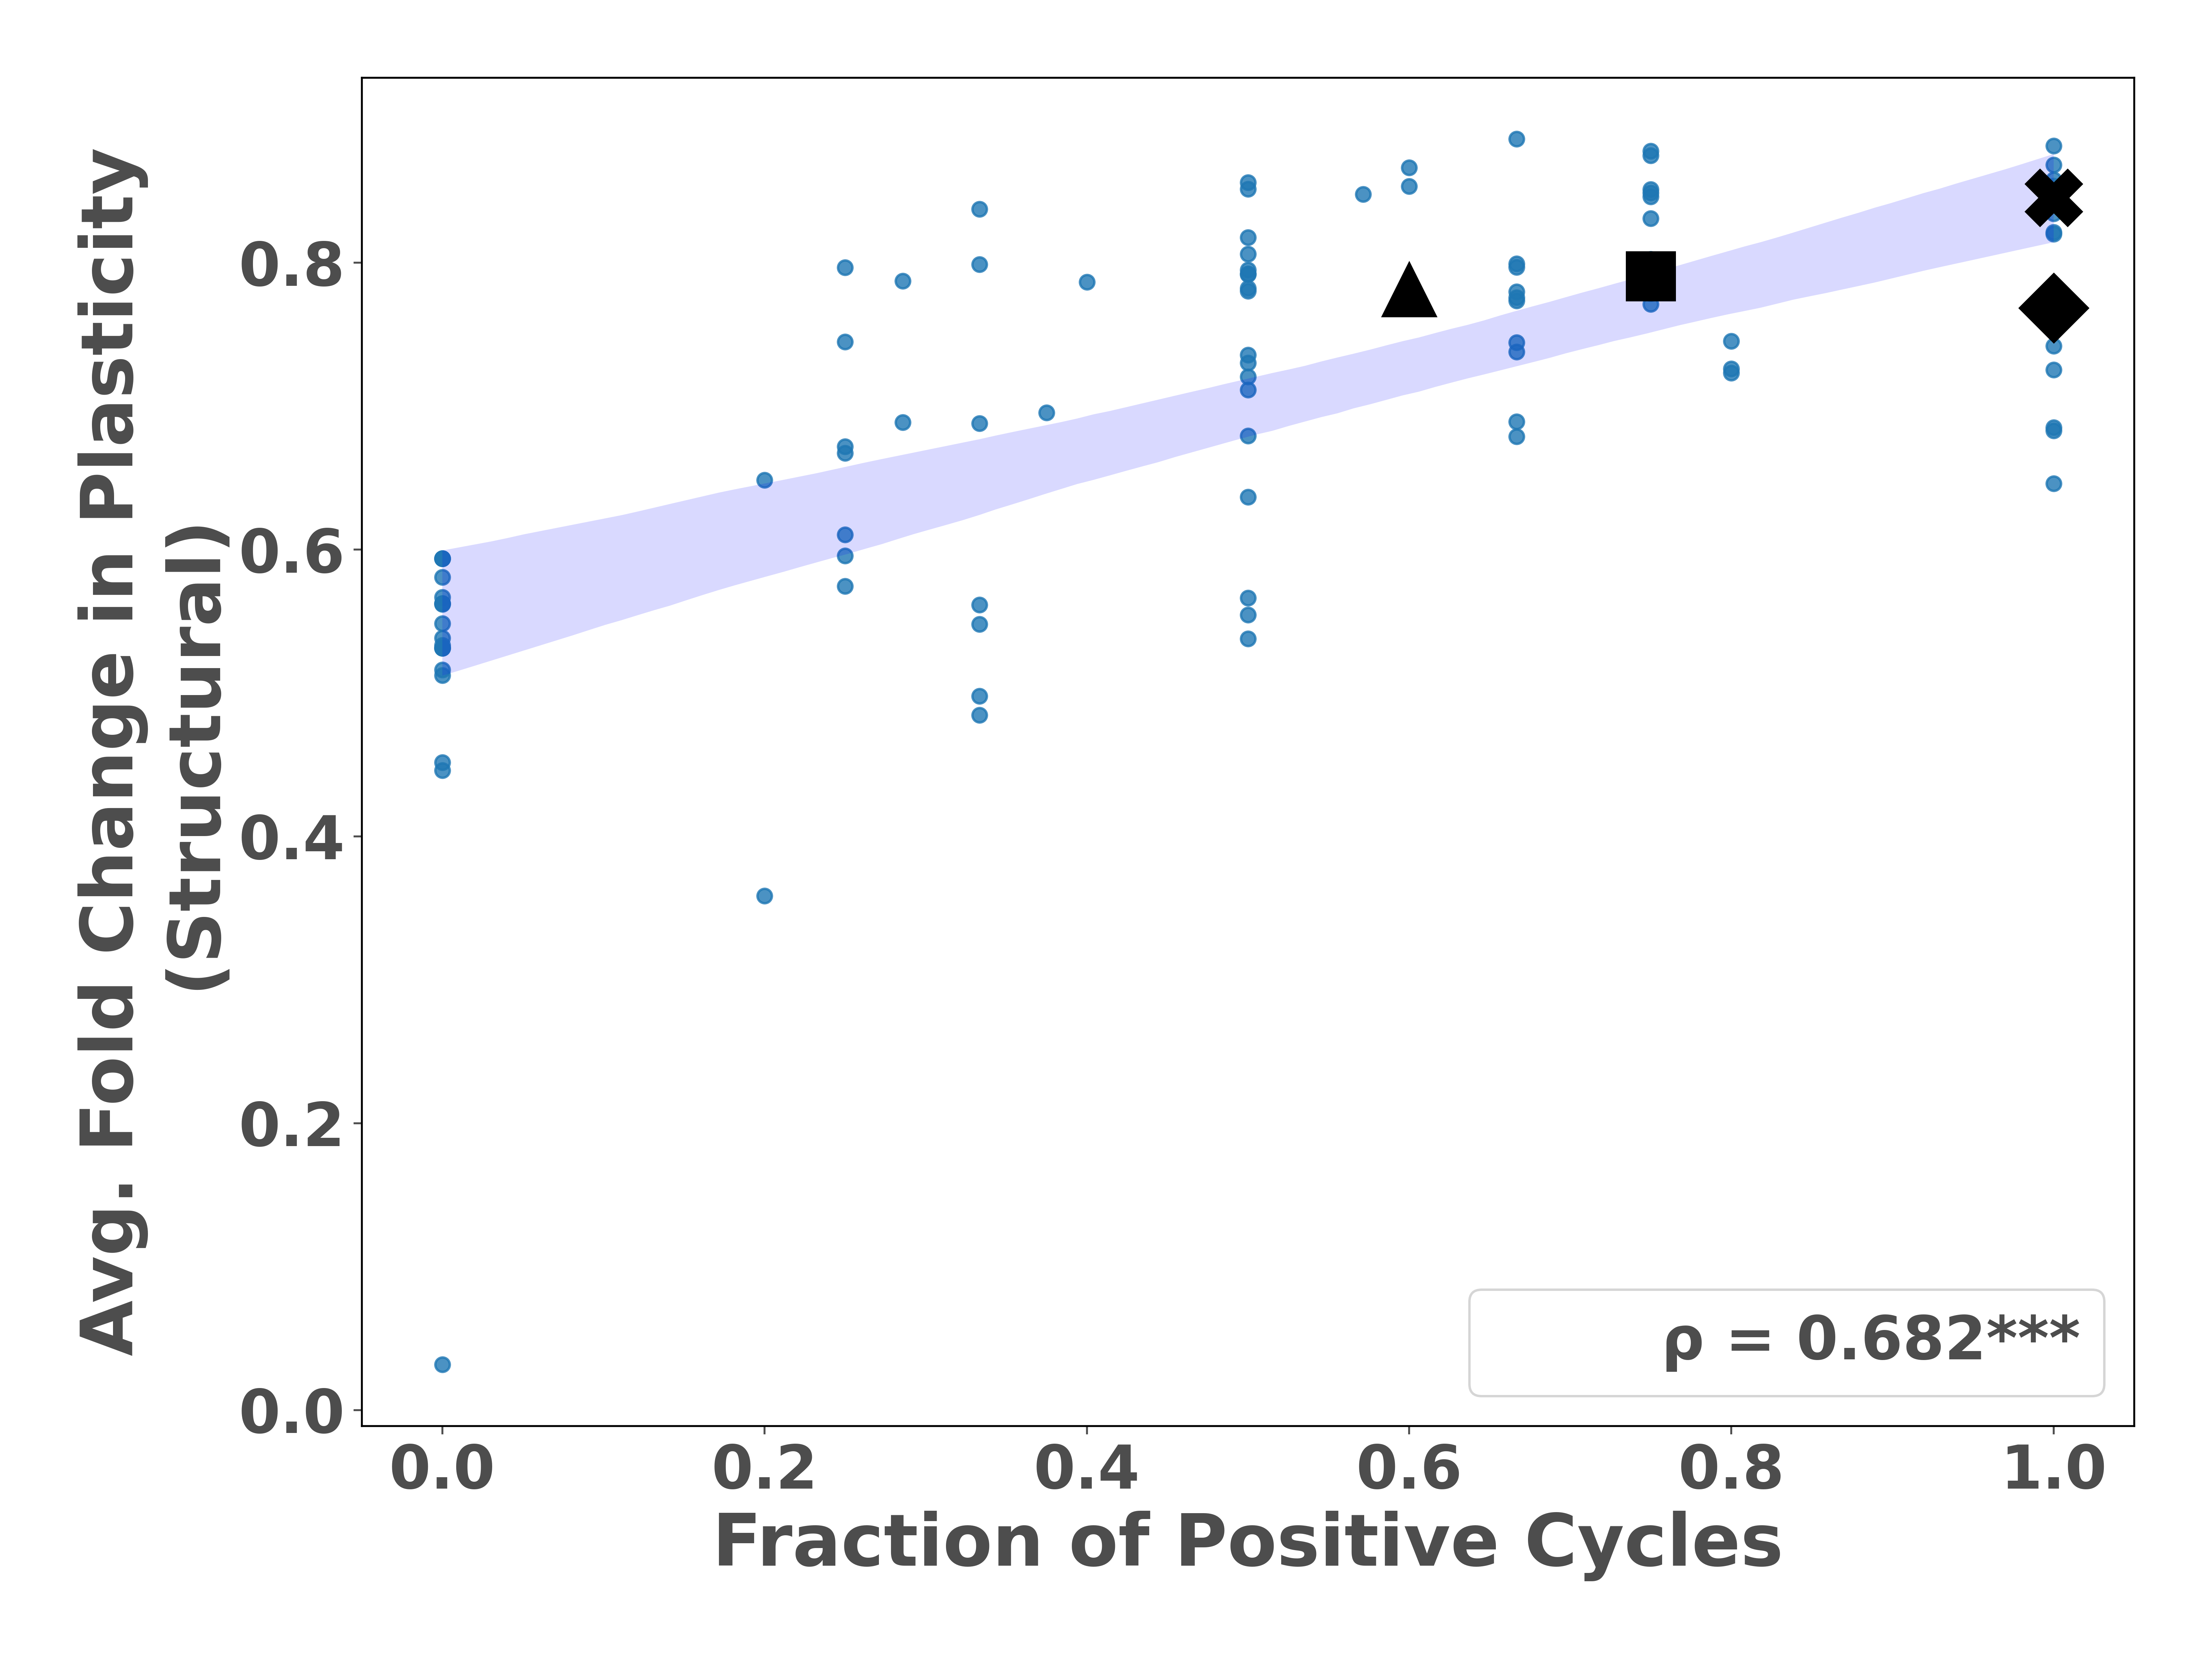 Avg. Fold Change in Plasticity
(Structural)
0.8
0.6
0.4
0.2
0.0
ρ = 0.682***
0.0 0.2 0.4 0.6 0.8 1.0
Fraction of Positive Cycles